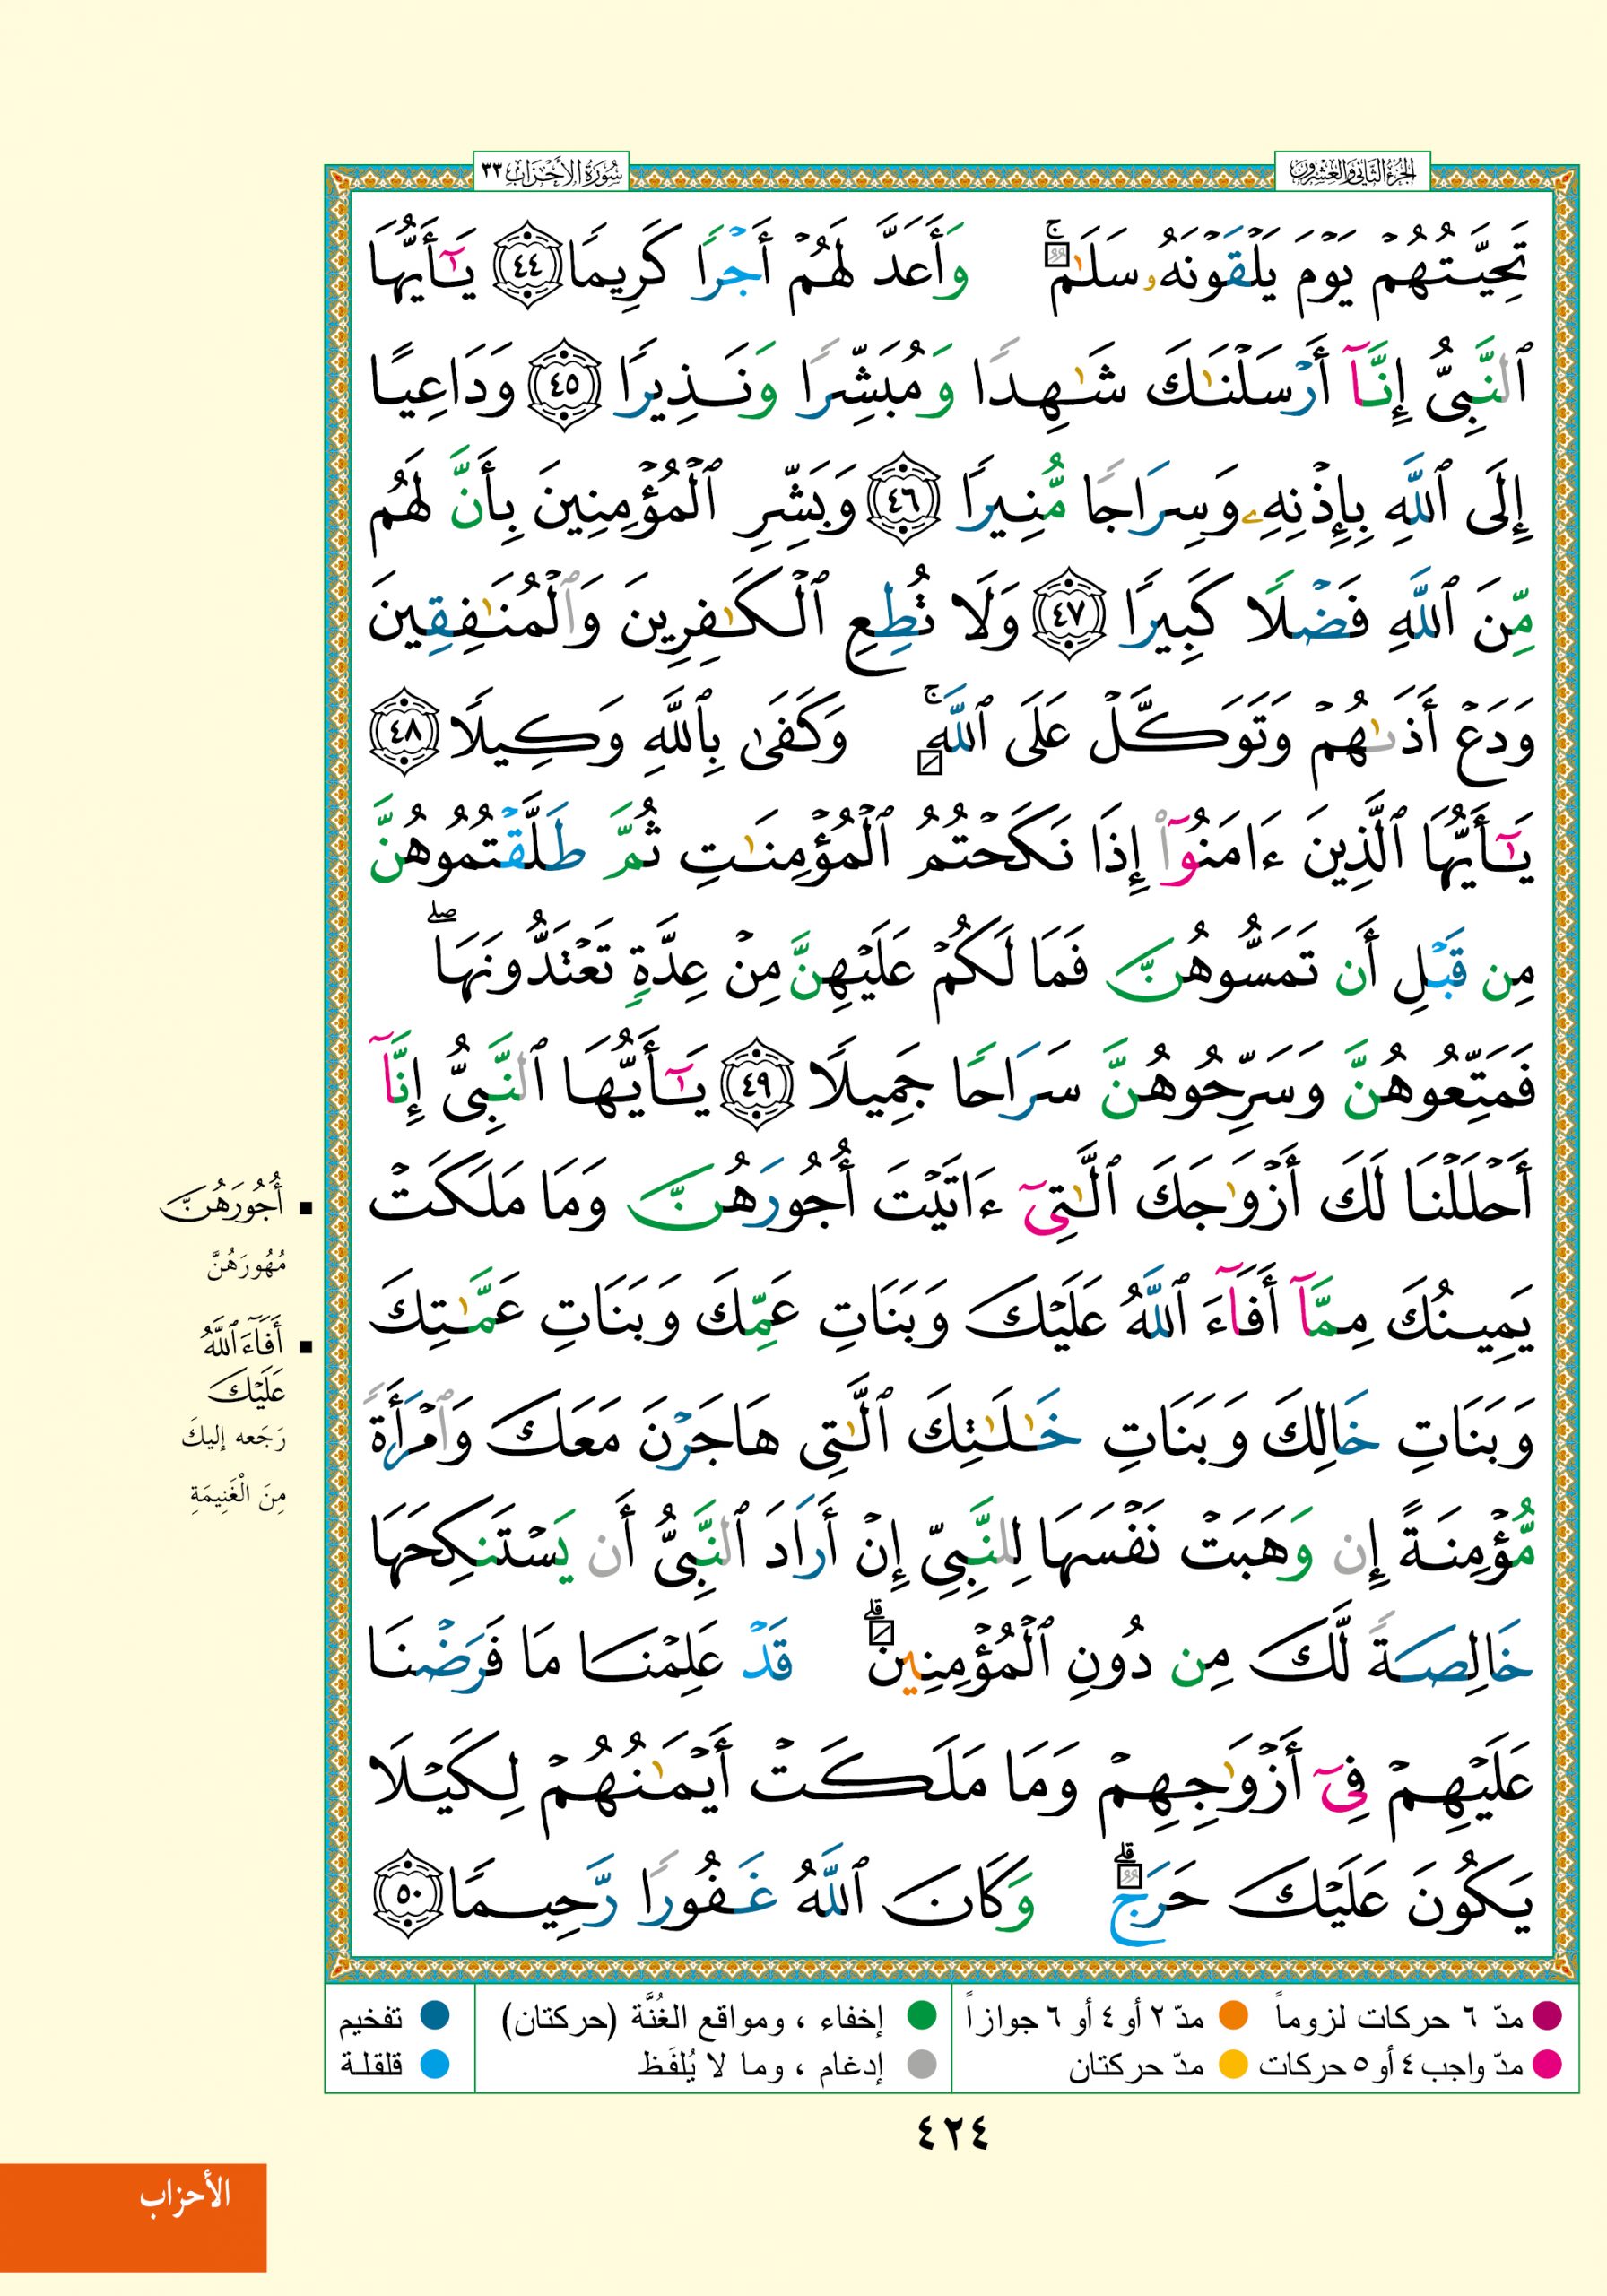 الجزء الثاني والعشرون
سورة الأحزاب ٣٣
تَحِيَّتُهُمْ يَوْمَ يَلْقَوْنَهُۥ سَلَـٰمٌۚ وَأَعَدَّ لَهُمْ أَجْرًا كَرِيمًا ٤٤ يَـٰٓأَيُّهَا
ٱلنَّبِىُّ إِنَّآ أَرْسَلْنَـٰكَ شَـٰهِدًا وَمُبَشِّرًا وَنَذِيرًا ٤٥ وَدَاعِيًا
إِلَى ٱللَّهِ بِإِذْنِهِۦ وَسِرَاجًا مُّنِيرًا ٤٦ وَبَشِّرِ ٱلْمُؤْمِنِينَ بِأَنَّ لَهُم
مِّنَ ٱللَّهِ فَضْلًا كَبِيرًا ٤٧ وَلَا تُطِعِ ٱلْكَـٰفِرِينَ وَٱلْمُنَـٰفِقِينَ
وَدَعْ أَذَىٰهُمْ وَتَوَكَّلْ عَلَى ٱللَّهِۚ وَكَفَىٰ بِٱللَّهِ وَكِيلًا ٤٨
يَـٰٓأَيُّهَا ٱلَّذِينَ ءَامَنُوٓا۟ إِذَا نَكَحْتُمُ ٱلْمُؤْمِنَـٰتِ ثُمَّ طَلَّقْتُمُوهُنَّ
مِن قَبْلِ أَن تَمَسُّوهُنَّ فَمَا لَكُمْ عَلَيْهِنَّ مِنْ عِدَّةٍ تَعْتَدُّونَهَاۖ
فَمَتِّعُوهُنَّ وَسَرِّحُوهُنَّ سَرَاحًا جَمِيلًا ٤٩ يَـٰٓأَيُّهَا ٱلنَّبِىُّ إِنَّآ
أَحْلَلْنَا لَكَ أَزْوَٰجَكَ ٱلَّـٰتِىٓ ءَاتَيْتَ أُجُورَهُنَّ وَمَا مَلَكَتْ
يَمِينُكَ مِمَّآ أَفَآءَ ٱللَّهُ عَلَيْكَ وَبَنَاتِ عَمِّكَ وَبَنَاتِ عَمَّـٰتِكَ
وَبَنَاتِ خَالِكَ وَبَنَاتِ خَـٰلَـٰتِكَ ٱلَّـٰتِى هَاجَرْنَ مَعَكَ وَٱمْرَأَةً
مُّؤْمِنَةً إِن وَهَبَتْ نَفْسَهَا لِلنَّبِىِّ إِنْ أَرَادَ ٱلنَّبِىُّ أَن يَسْتَنكِحَهَا
خَالِصَةً لَّكَ مِن دُونِ ٱلْمُؤْمِنِينَۗ قَدْ عَلِمْنَا مَا فَرَضْنَا
عَلَيْهِمْ فِىٓ أَزْوَٰجِهِمْ وَمَا مَلَكَتْ أَيْمَـٰنُهُمْ لِكَيْلَا
يَكُونَ عَلَيْكَ حَرَجٌۗ وَكَانَ ٱللَّهُ غَفُورًا رَّحِيمًا ٥٠
أُجُورَهُنَّ
مُهُورَهُنَّ
أَفَآءَ ٱللَّهُ
عَلَيْكَ
رَجَعه إليكَ
مِنَ الْغَنِيمَةِ
مدّ ٦ حركات لزوماً مدّ ٢ أو ٤ أو ٦ جوازاً إخفاء ، ومواقع الغُنَّة (حركتان) تفخيم
مدّ واجب ٤ أو ٥ حركات مدّ حركتان إدغام ، وما لا يُلفَظ قلقلة
٤٢٤
الأحزاب